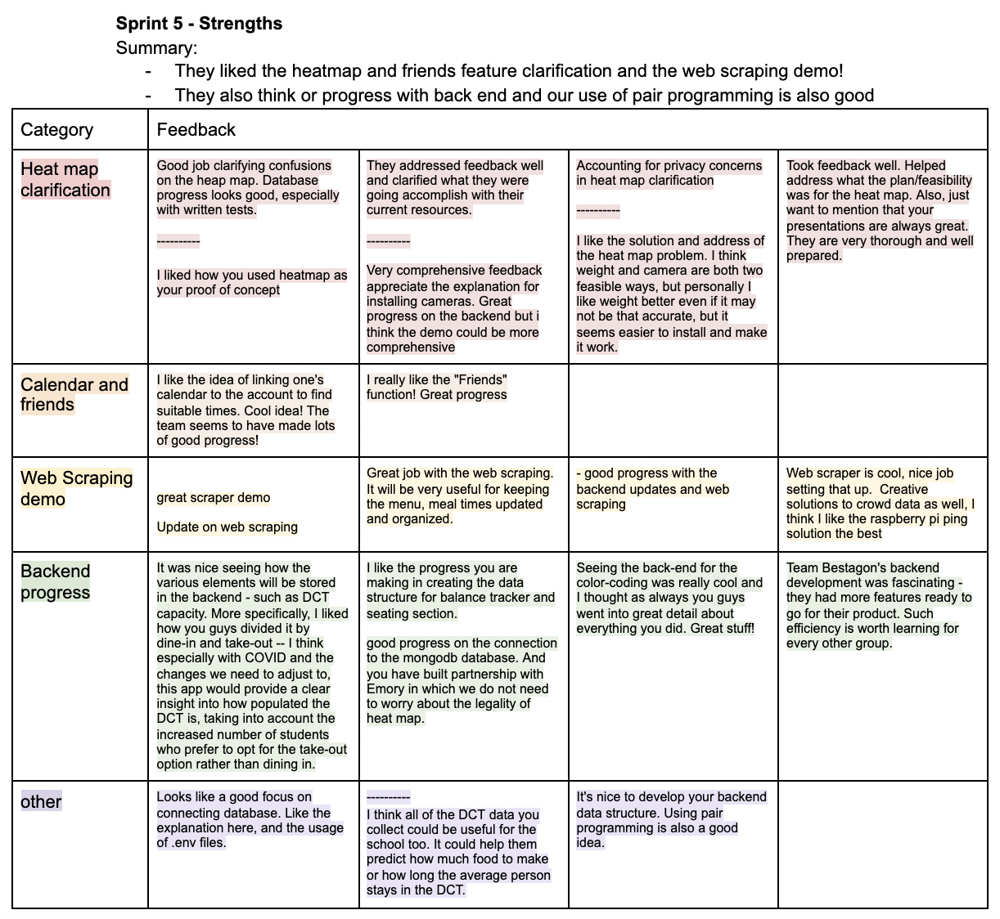 Sprint 5 - Strengths
Summary:
- They liked the heatmap and friends feature clarification and the web scraping demo!
- They also think or progress with back end and our use of pair programming is also good
Category
Feedback
Heat map
clarification
Good job clarifying confusions
on the heap map. Database
progress looks good, especially
with written tests.
----------
I liked how you used heatmap as
your proof of concept
They addressed feedback well
and clarified what they were
going accomplish with their
current resources.
----------
Very comprehensive feedback
appreciate the explanation for
installing cameras. Great
progress on the backend but i
think the demo could be more
comprehensive
Accounting for privacy concerns
in heat map clarification
----------
I like the solution and address of
the heat map problem. I think
weight and camera are both two
feasible ways, but personally I
like weight better even if it may
not be that accurate, but it
seems easier to install and make
it work.
Took feedback well. Helped
address what the plan/feasibility
was for the heat map. Also, just
want to mention that your
presentations are always great.
They are very thorough and well
prepared.
Calendar and
friends
I like the idea of linking one's
calendar to the account to find
suitable times. Cool idea! The
team seems to have made lots
of good progress!
I really like the "Friends"
function! Great progress
Web Scraping
demo
great scraper demo
Update on web scraping
Great job with the web scraping.
It will be very useful for keeping
the menu, meal times updated
and organized.
- good progress with the
backend updates and web
scraping
Web scraper is cool, nice job
setting that up.  Creative
solutions to crowd data as well, I
think I like the raspberry pi ping
solution the best
Backend
progress
It was nice seeing how the
various elements will be stored
in the backend - such as DCT
capacity. More specifically, I liked
how you guys divided it by
dine-in and take-out -- I think
especially with COVID and the
changes we need to adjust to,
this app would provide a clear
insight into how populated the
DCT is, taking into account the
increased number of students
who prefer to opt for the take-out
option rather than dining in.
I like the progress you are
making in creating the data
structure for balance tracker and
seating section.
good progress on the connection
to the mongodb database. And
you have built partnership with
Emory in which we do not need
to worry about the legality of
heat map.
Seeing the back-end for the
color-coding was really cool and
I thought as always you guys
went into great detail about
everything you did. Great stuff!
Team Bestagon's backend
development was fascinating -
they had more features ready to
go for their product. Such
efficiency is worth learning for
every other group.
other
Looks like a good focus on
connecting database. Like the
explanation here, and the usage
of .env files.
----------
I think all of the DCT data you
collect could be useful for the
school too. It could help them
predict how much food to make
or how long the average person
stays in the DCT.
It's nice to develop your backend
data structure. Using pair
programming is also a good
idea.